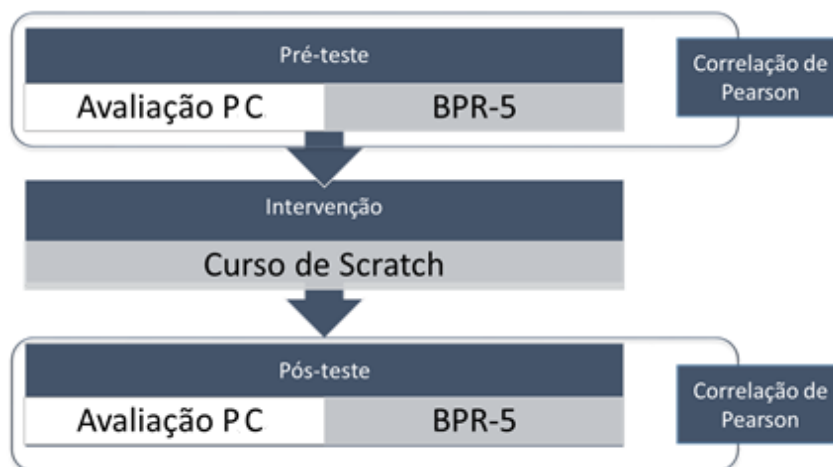 Pré-teste
Avaliação PC
BPR-5
Correlação de
Pearson
Intervenção
Curso de Scratch
Pós-teste
Avaliação PC
BPR-5
Correlação de
Pearson